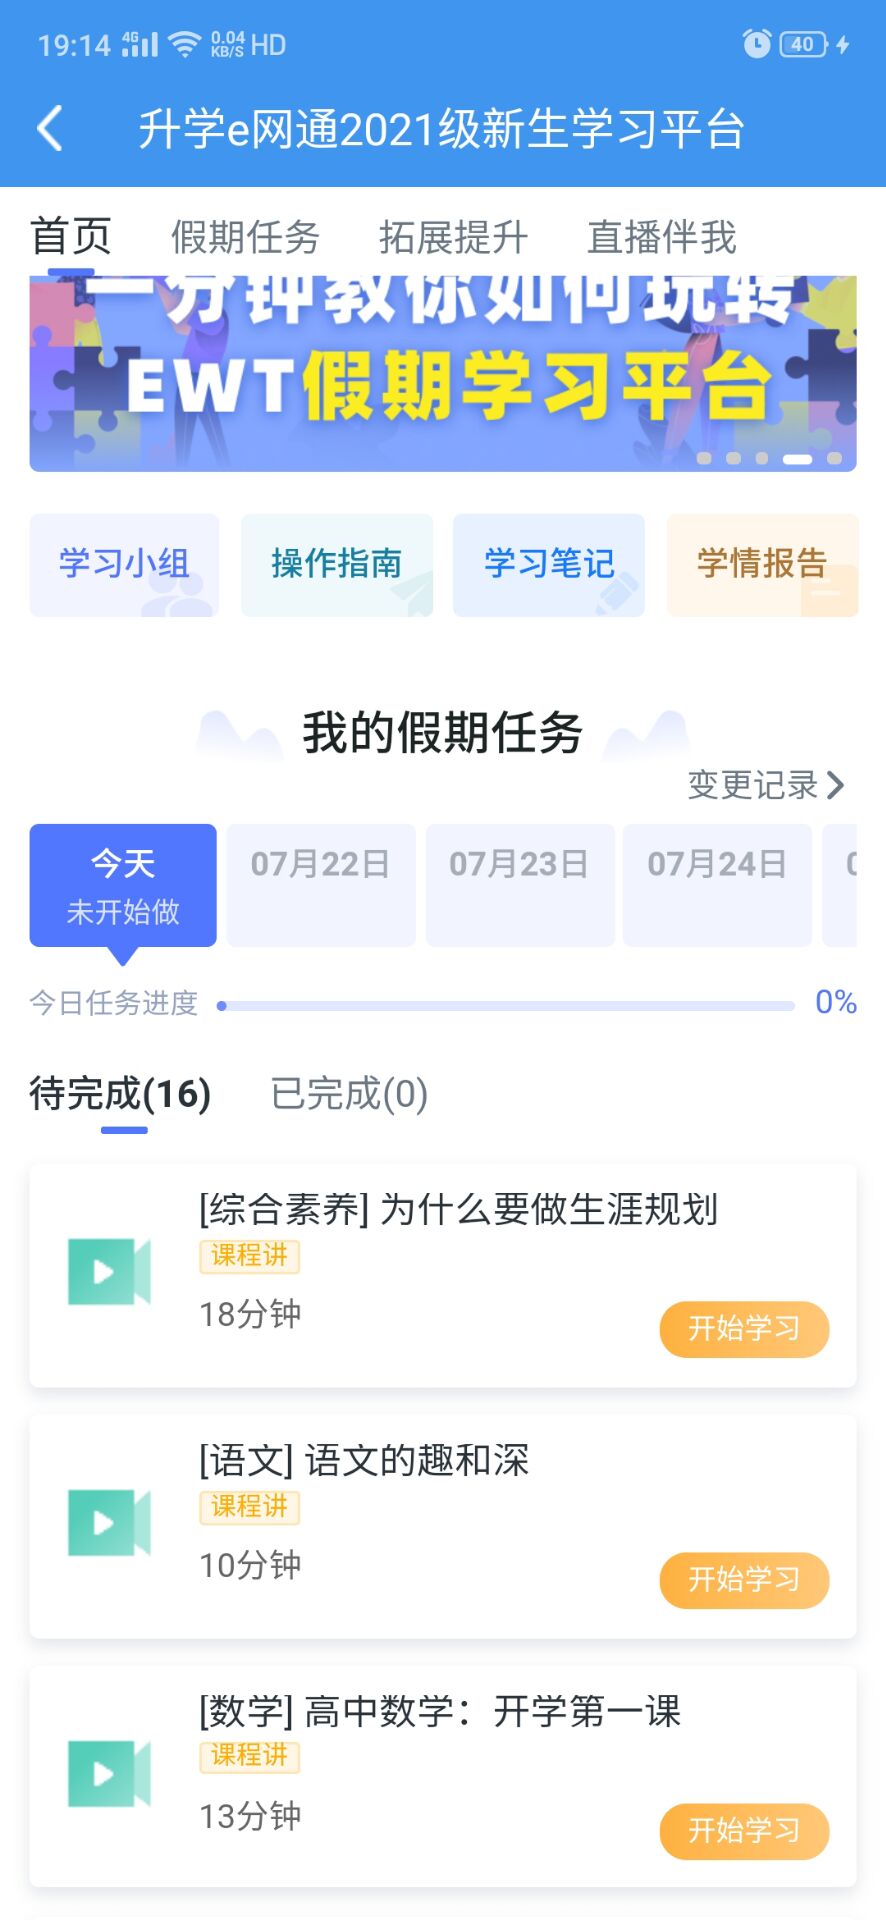 19:14 4G 0.04 KB/S HD 40
升学e网通2021级新生学习平台
首页 假期任务 拓展提升 直播伴我
一分钟教你如何玩转
EWT假期学习平台
学习小组 操作指南 学习笔记 学情报告
我的假期任务
变更记录
今天 07月22日 07月23日 07月24日 0
未开始做
今日任务进度 0%
待完成(16) 已完成(0)
[综合素养] 为什么要做生涯规划
课程讲
18分钟
开始学习
[语文] 语文的趣和深
课程讲
10分钟
开始学习
[数学] 高中数学：开学第一课
课程讲
13分钟
开始学习